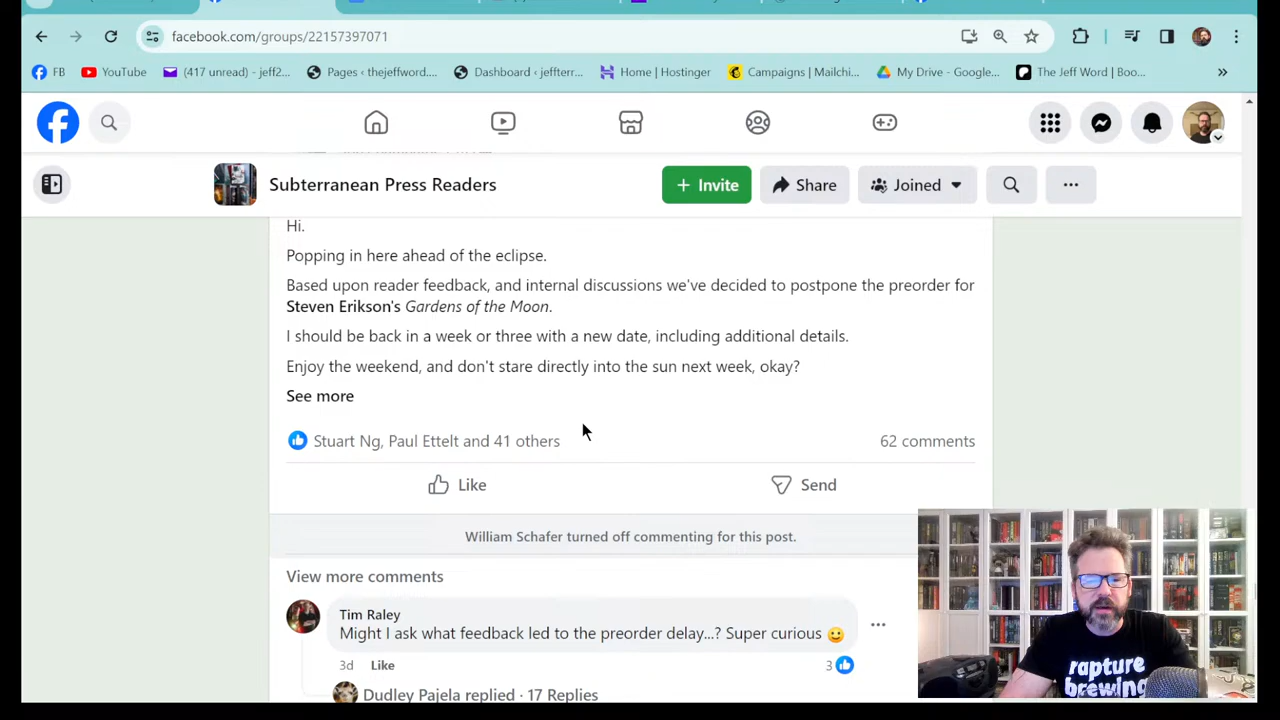 facebook.com/groups/22157397071
FB
YouTube
(417 unread) - jeff2...
Pages ‹ thejeffword....
Dashboard ‹ jeffterr...
Home | Hostinger
Campaigns | Mailchi...
My Drive - Google...
The Jeff Word | Boo...
Subterranean Press Readers
+ Invite
Share
Joined
Hi.
Popping in here ahead of the eclipse.
Based upon reader feedback, and internal discussions we've decided to postpone the preorder for
Steven Erikson's Gardens of the Moon.
I should be back in a week or three with a new date, including additional details.
Enjoy the weekend, and don't stare directly into the sun next week, okay?
See more
Stuart Ng, Paul Ettelt and 41 others
62 comments
Like
Send
William Schafer turned off commenting for this post.
View more comments
Tim Raley
Might I ask what feedback led to the preorder delay...? Super curious 😀
3d Like
3
Dudley Pajela replied · 17 Replies
rapture
brewing